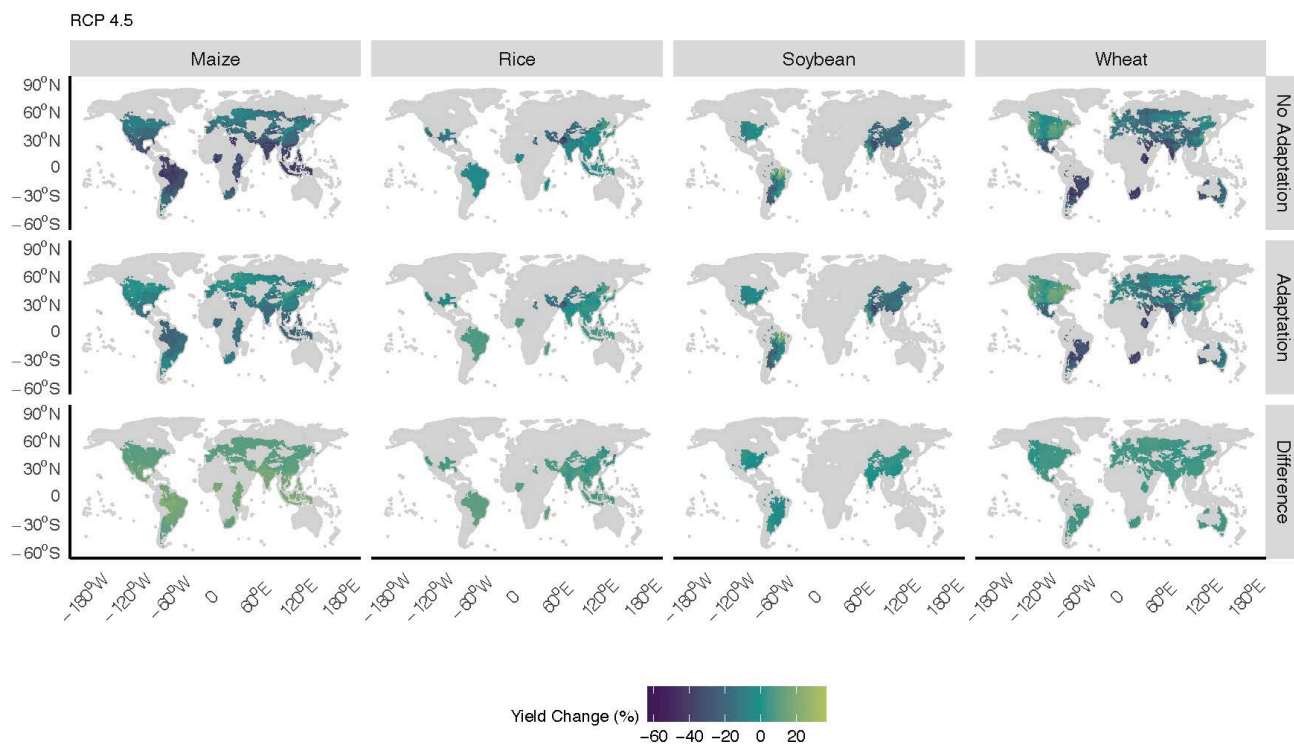 RCP 4.5
Maize Rice Soybean Wheat
90°N
60°N
30°N
0
−30°S
−60°S
No Adaptation
90°N
60°N
30°N
0
−30°S
−60°S
Adaptation
90°N
60°N
30°N
0
−30°S
−60°S
Difference
−180°W −120°W −60°W 0 60°E 120°E 180°E −180°W −120°W −60°W 0 60°E 120°E 180°E −180°W −120°W −60°W 0 60°E 120°E 180°E −180°W −120°W −60°W 0 60°E 120°E 180°E
Yield Change (%)
−60 −40 −20 0 20